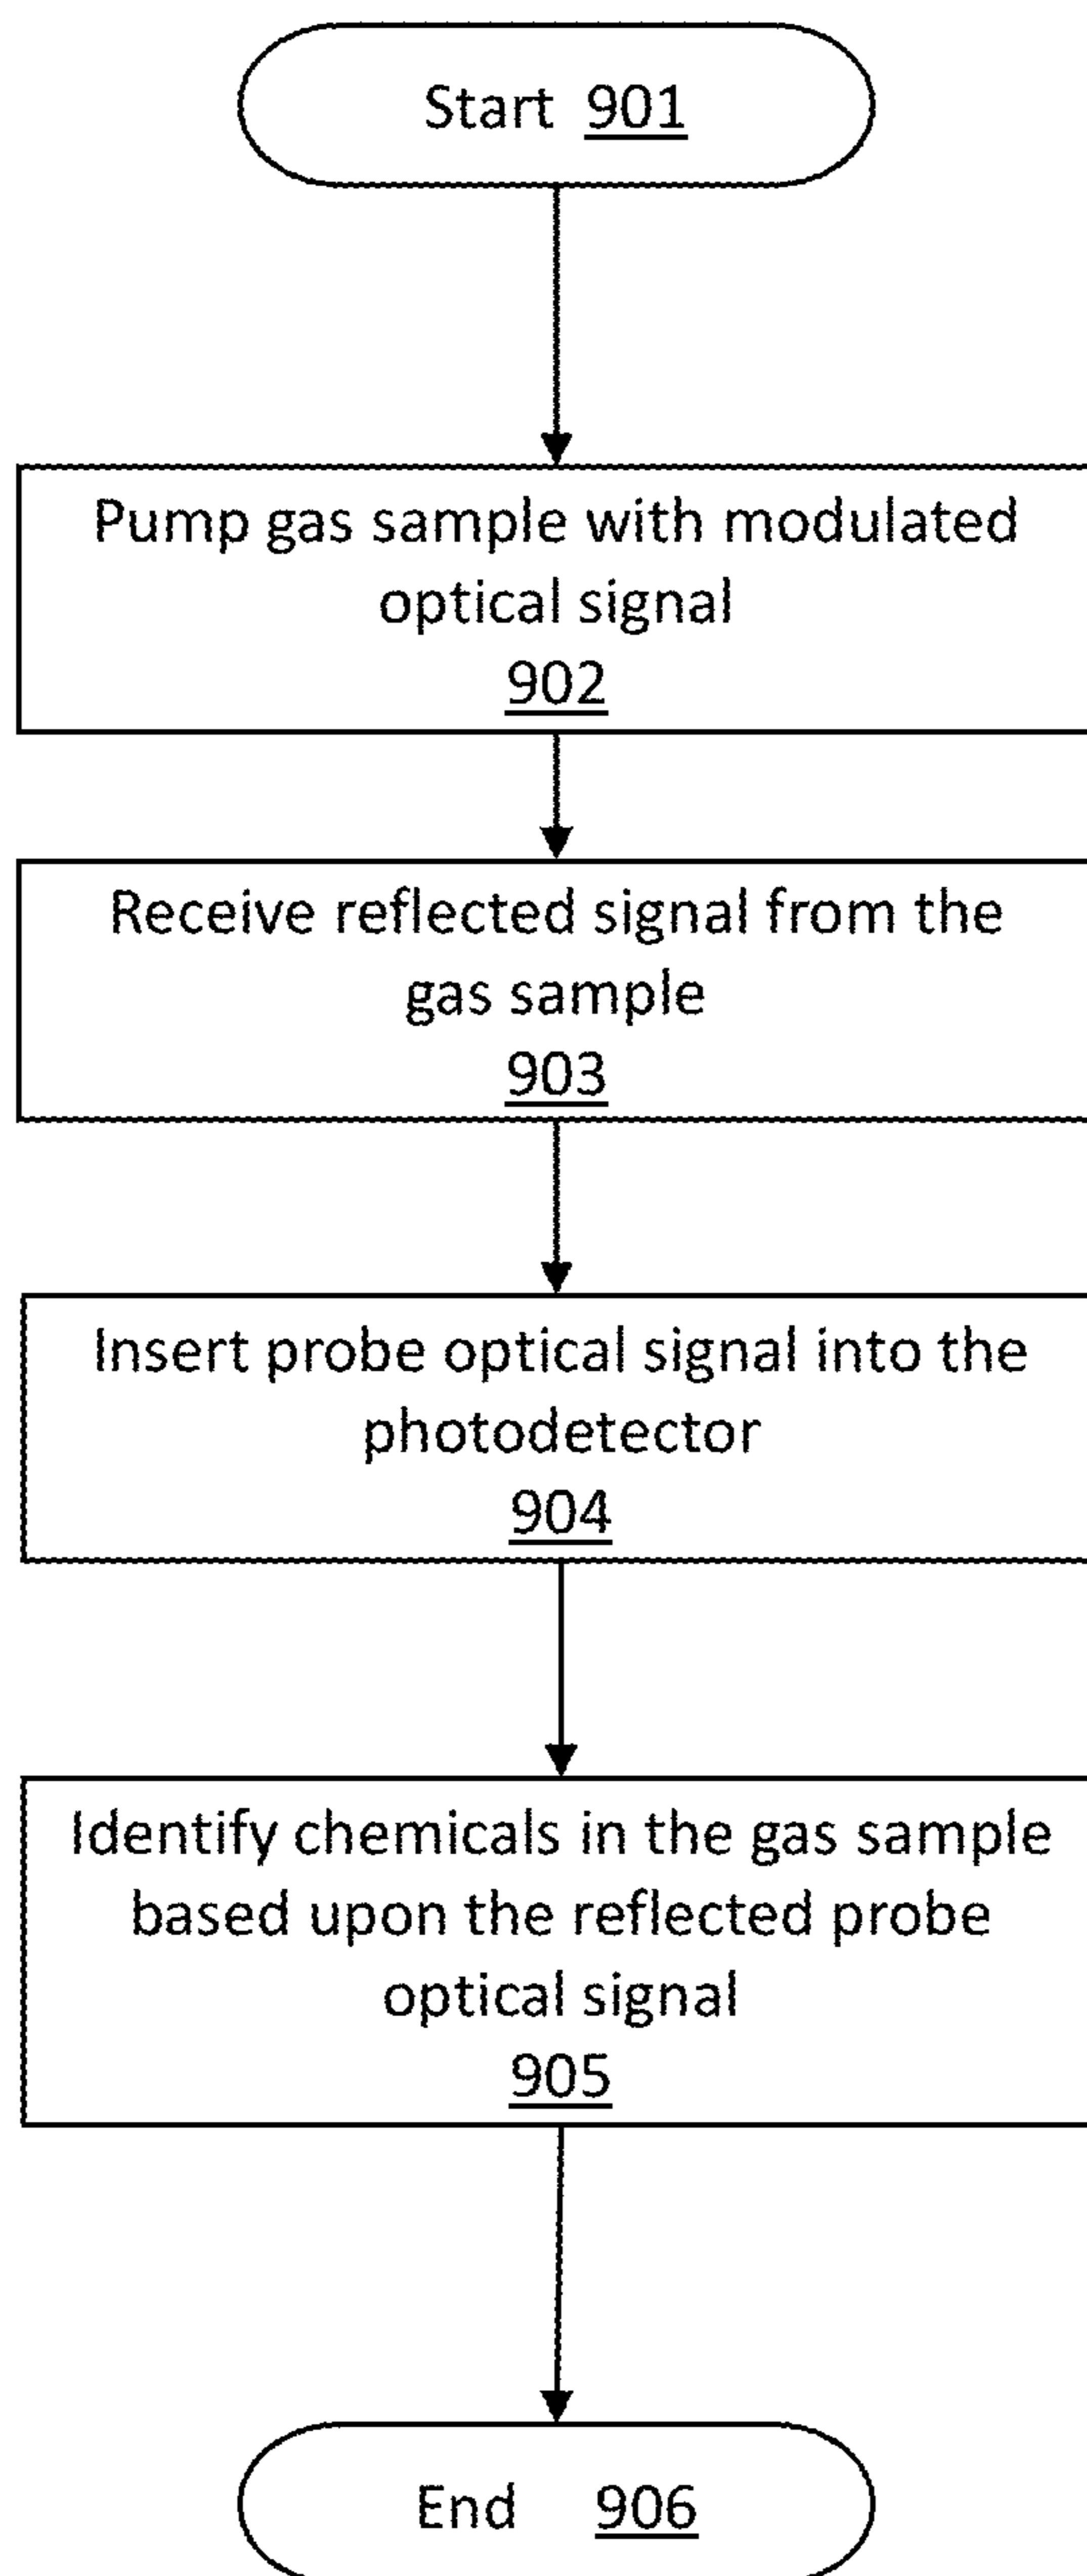 Start 901
Pump gas sample with modulated
optical signal
902
Receive reflected signal from the
gas sample
903
Insert probe optical signal into the
photodetector
904
Identify chemicals in the gas sample
based upon the reflected probe
optical signal
905
End 906